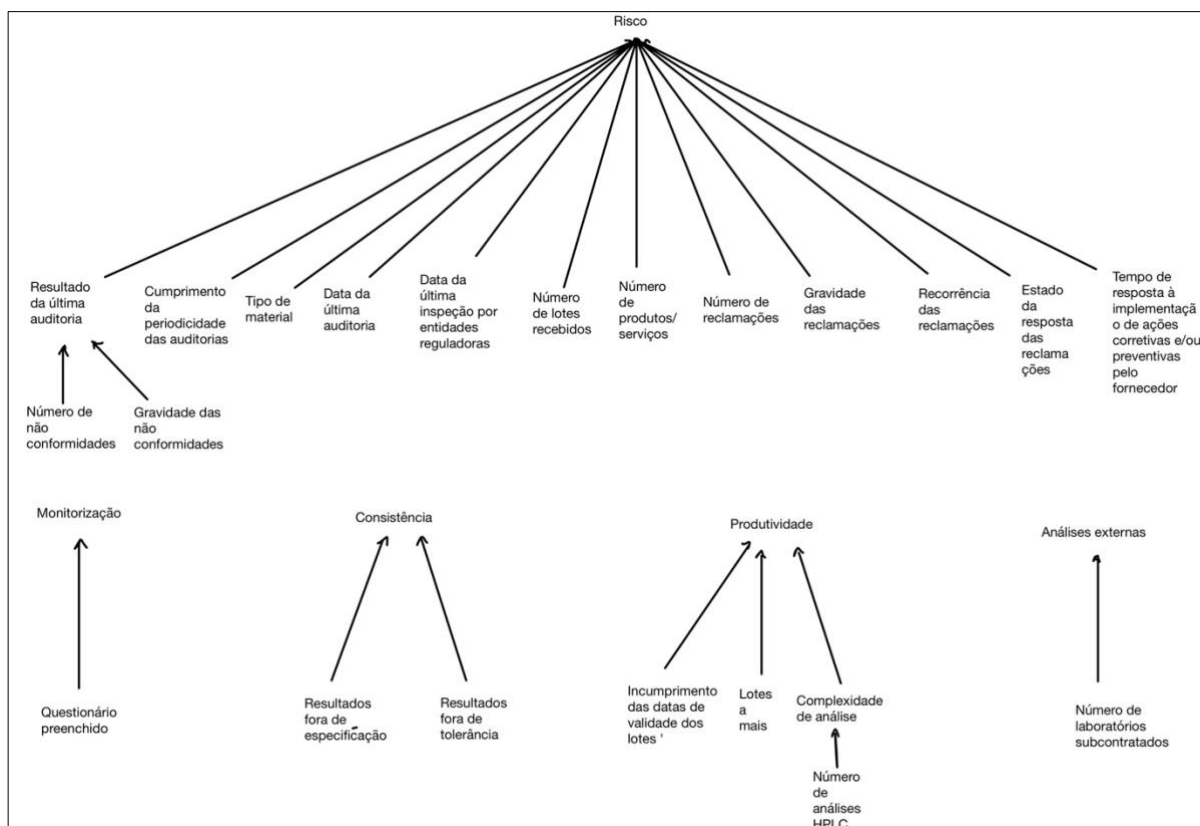 Risco
Resultado
da última
auditoria
Cumprimento
da
periodicidade
das auditorias
Tipo de
material
Data da
última
auditoria
Data da
última
inspeção por
entidades
reguladoras
Número
de lotes
recebidos
Número
de
produtos/
serviços
Número de
reclamações
Gravidade
das
reclamações
Recorrência
das
reclamações
Estado
da
resposta
das
reclama
ções
Tempo de
resposta à
implementaçã
o de ações
corretivas e/ou
preventivas
pelo
fornecedor
Número de
não
conformidades
Gravidade das
não
conformidades
Monitorização
Consistência
Produtividade
Análises externas
Questionário
preenchido
Resultados
fora de
especificação
Resultados
fora de
tolerância
Incumprimento
das datas de
validade dos
lotes '
Lotes
a
mais
Complexidade
de análise
Número de
laboratórios
subcontratados
Número
de
análises
HPLC